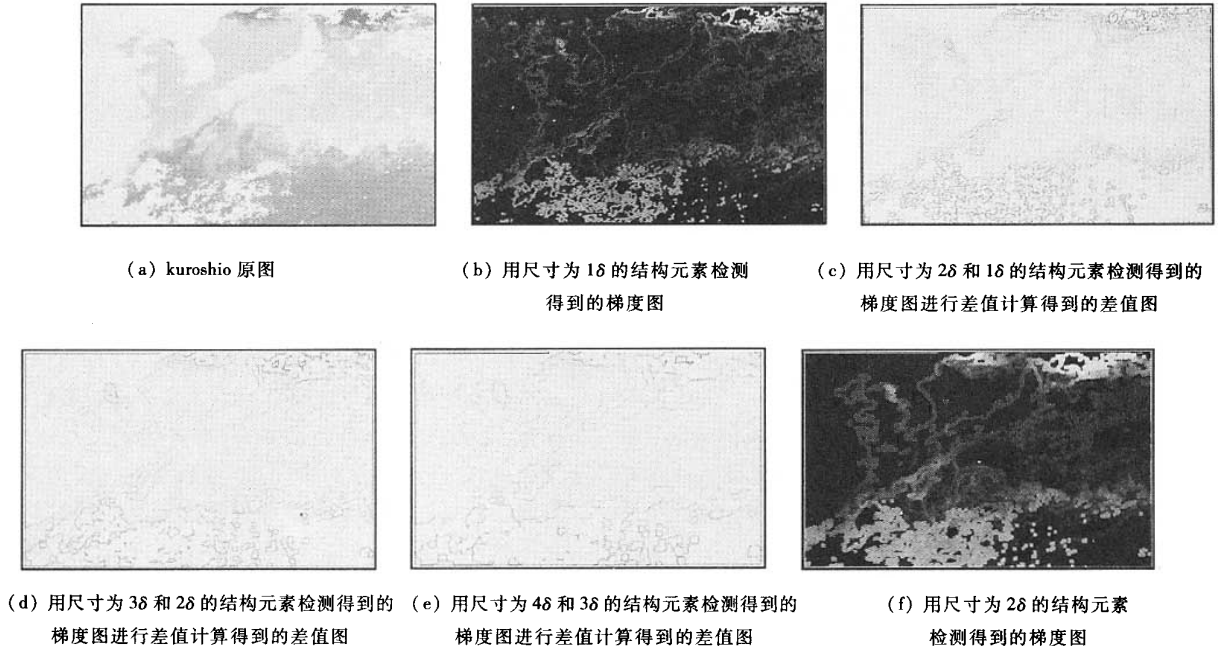 (a) kuroshio 原图
(b) 用尺寸为 1δ 的结构元素检测
得到的梯度图
(c) 用尺寸为 2δ 和 1δ 的结构元素检测得到的
梯度图进行差值计算得到的差值图
(d) 用尺寸为 3δ 和 2δ 的结构元素检测得到的
梯度图进行差值计算得到的差值图
(e) 用尺寸为 4δ 和 3δ 的结构元素检测得到的
梯度图进行差值计算得到的差值图
(f) 用尺寸为 2δ 的结构元素
检测得到的梯度图